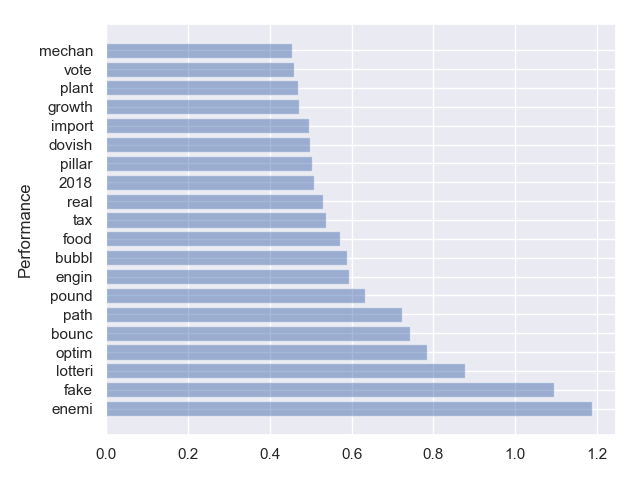 mechan
vote
plant
growth
import
dovish
pillar
2018
real
tax
food
bubbl
engin
pound
path
bounc
optim
lotteri
fake
enemi
Performance
0.0 0.2 0.4 0.6 0.8 1.0 1.2